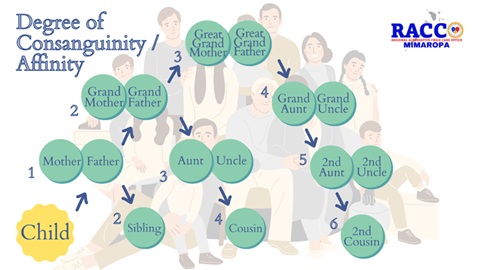 Degree of
Consanguinity /
Affinity
RACCO
MIMAROPA
3
Great
Grand
Mother
Great
Grand
Father
2
Grand
Mother
Grand
Father
4
Grand
Aunt
Grand
Uncle
1
Mother
Father
3
Aunt
Uncle
5
2nd
Aunt
2nd
Uncle
Child
2
Sibling
4
Cousin
6
2nd
Cousin